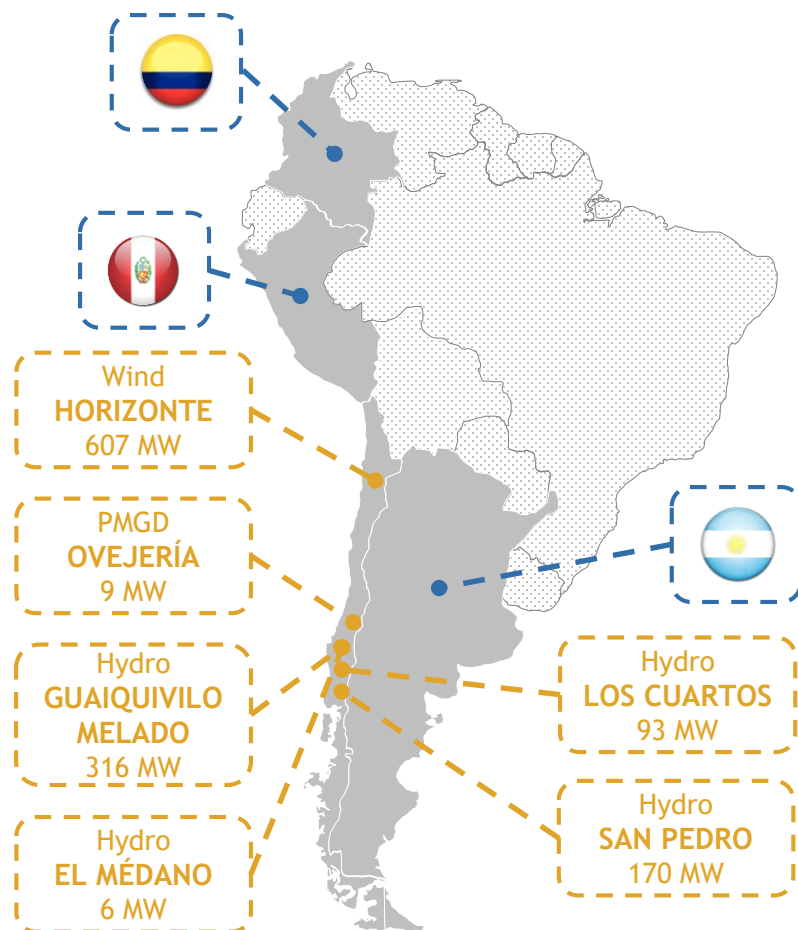 Wind
HORIZONTE
607 MW
PMGD
OVEJERÍA
9 MW
Hydro
GUAIQUIVILO
MELADO
316 MW
Hydro
EL MÉDANO
6 MW
Hydro
LOS CUARTOS
93 MW
Hydro
SAN PEDRO
170 MW